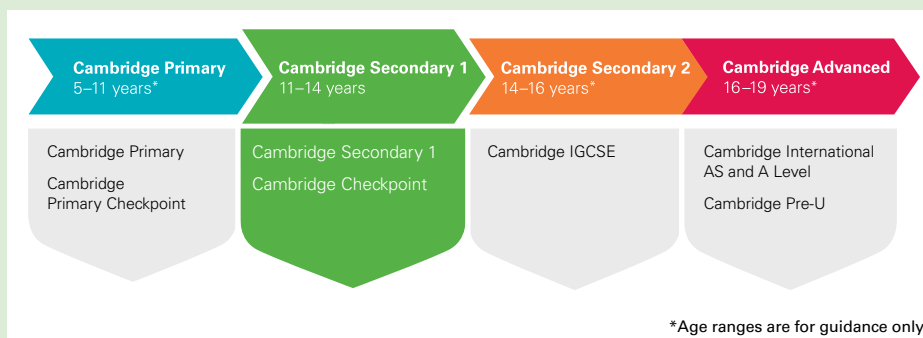 Cambridge Primary
5–11 years*
Cambridge Secondary 1
11–14 years
Cambridge Secondary 2
14–16 years*
Cambridge Advanced
16–19 years*
Cambridge Primary
Cambridge
Primary Checkpoint
Cambridge Secondary 1
Cambridge Checkpoint
Cambridge IGCSE
Cambridge International
AS and A Level
Cambridge Pre-U
*Age ranges are for guidance only